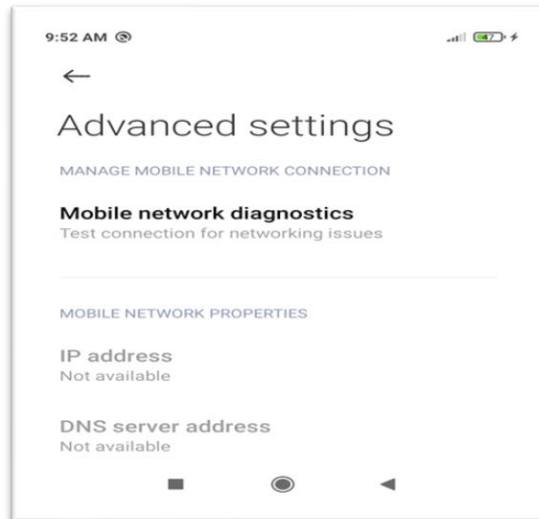 9:52 AM
47
Advanced settings
MANAGE MOBILE NETWORK CONNECTION
Mobile network diagnostics
Test connection for networking issues
MOBILE NETWORK PROPERTIES
IP address
Not available
DNS server address
Not available